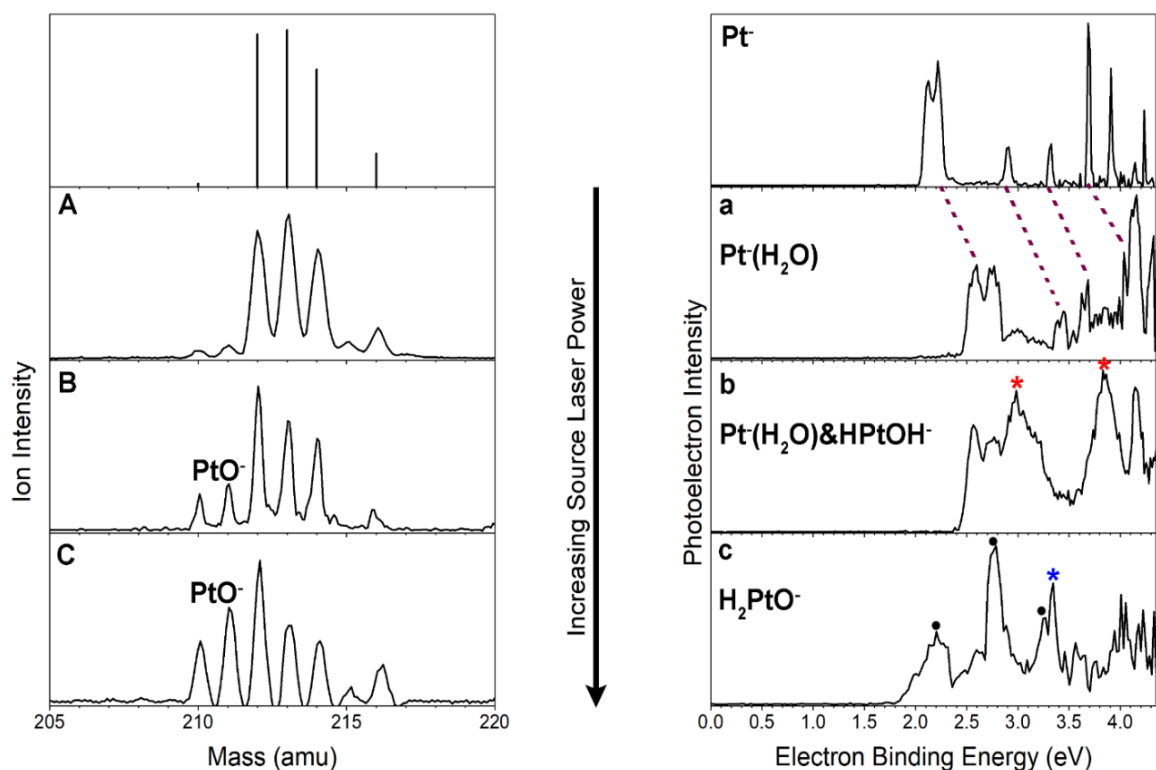 A
B
PtO⁻
C
PtO⁻
205 210 215 220
Mass (amu)
Ion Intensity
Increasing Source Laser Power
Pt⁻
a
Pt⁻(H₂O)
b
*
*
Pt⁻(H₂O)&HPtOH⁻
c
*
H₂PtO⁻
0.0 0.5 1.0 1.5 2.0 2.5 3.0 3.5 4.0
Electron Binding Energy (eV)
Photoelectron Intensity